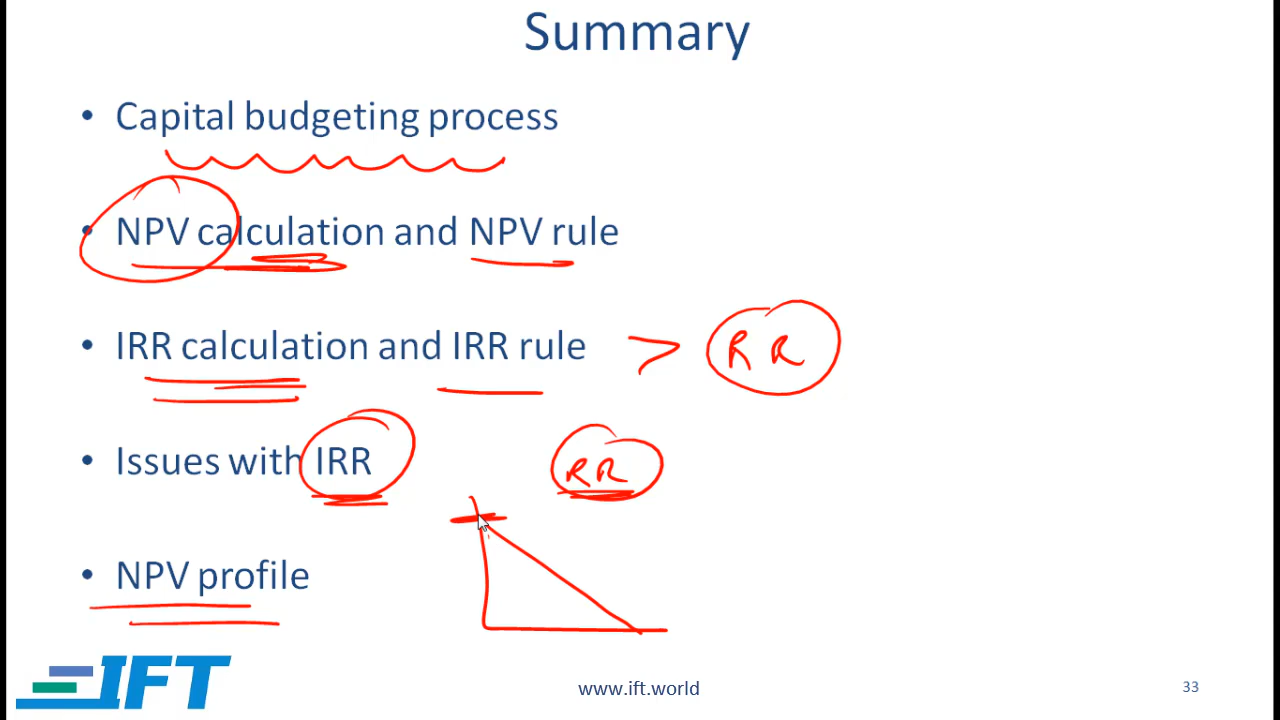 Summary
• Capital budgeting process
• NPV calculation and NPV rule
• IRR calculation and IRR rule > RR
• Issues with IRR RR
• NPV profile
IFT
www.ift.world
33